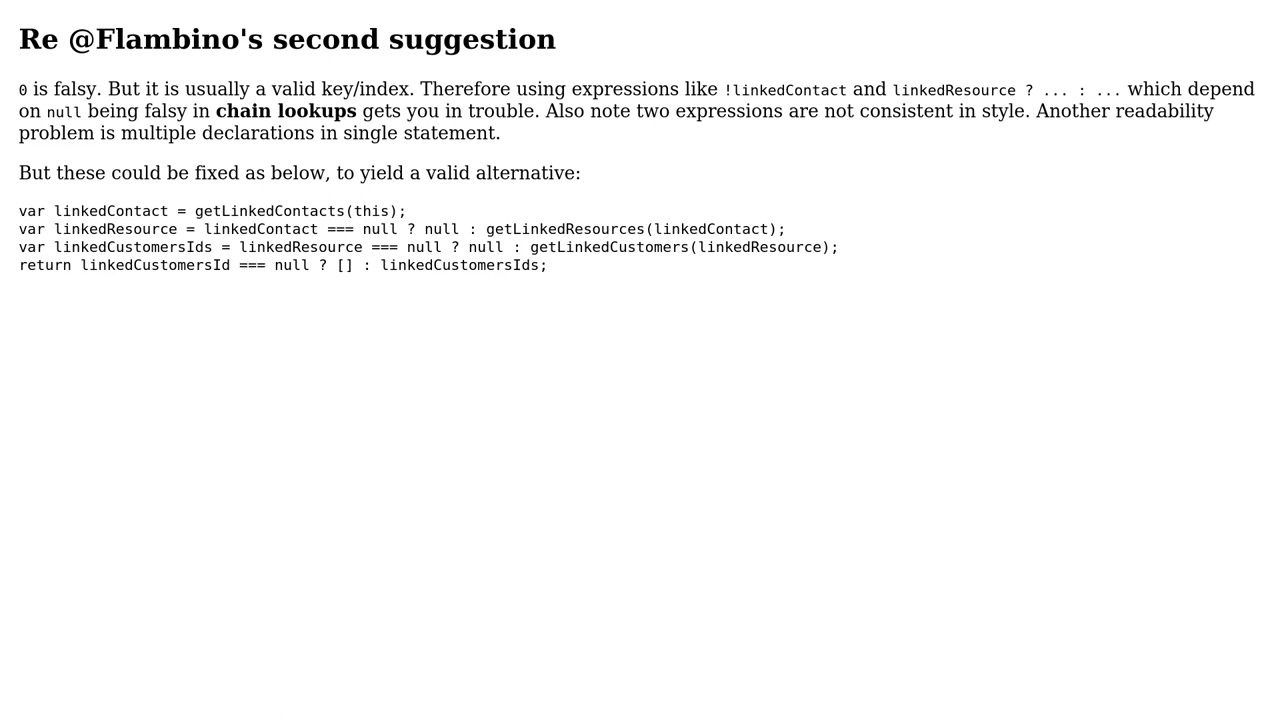 Re @Flambino's second suggestion
0 is falsy. But it is usually a valid key/index. Therefore using expressions like !linkedContact and linkedResource ? ... : ... which depend
on null being falsy in chain lookups gets you in trouble. Also note two expressions are not consistent in style. Another readability
problem is multiple declarations in single statement.
But these could be fixed as below, to yield a valid alternative:
var linkedContact = getLinkedContacts(this);
var linkedResource = linkedContact === null ? null : getLinkedResources(linkedContact);
var linkedCustomersIds = linkedResource === null ? null : getLinkedCustomers(linkedResource);
return linkedCustomersId === null ? [] : linkedCustomersIds;